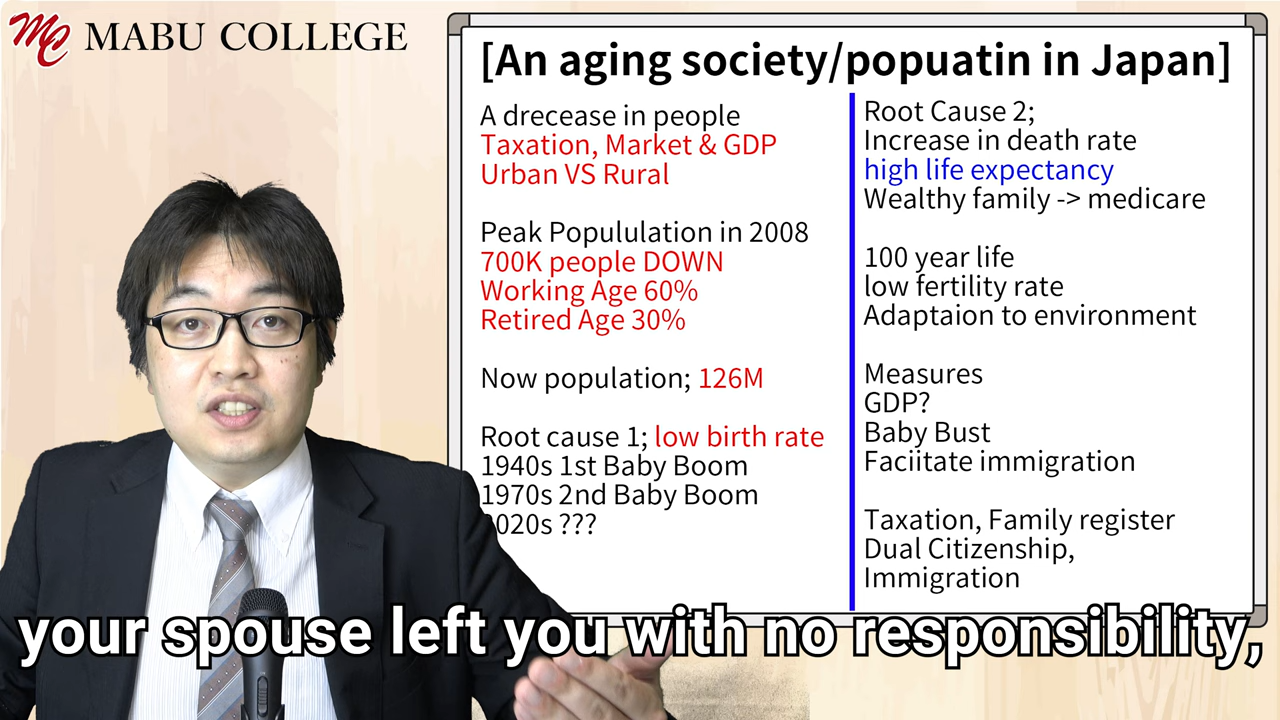 MC MABU COLLEGE
[An aging society/popuatin in Japan]
A drecease in people
Taxation, Market & GDP
Urban VS Rural
Peak Popululation in 2008
700K people DOWN
Working Age 60%
Retired Age 30%
Now population; 126M
Root cause 1; low birth rate
1940s 1st Baby Boom
1970s 2nd Baby Boom
2020s ???
Root Cause 2;
Increase in death rate
high life expectancy
Wealthy family -> medicare
100 year life
low fertility rate
Adaptaion to environment
Measures
GDP?
Baby Bust
Faciitate immigration
Taxation, Family register
Dual Citizenship,
Immigration
your spouse left you with no responsibility,